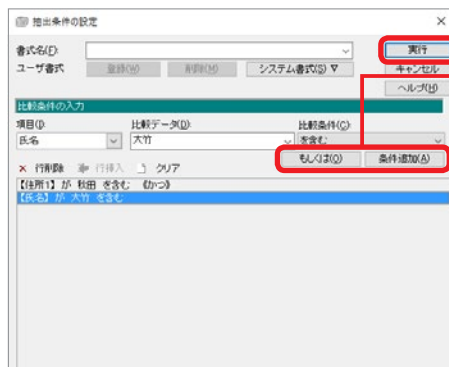 抽出条件の設定
書式名(F):
実行
ユーザ書式 登録(W) 削除(M) システム書式(S) ▽ キャンセル
ヘルプ(H)
比較条件の入力
項目(I): 比較データ(D): 比較条件(C):
氏名 大竹 を含む
行削除 行挿入 クリア もしくは(O) 条件追加(A)
【住所1】が 秋田 を含む (かつ)
【氏名】が 大竹 を含む